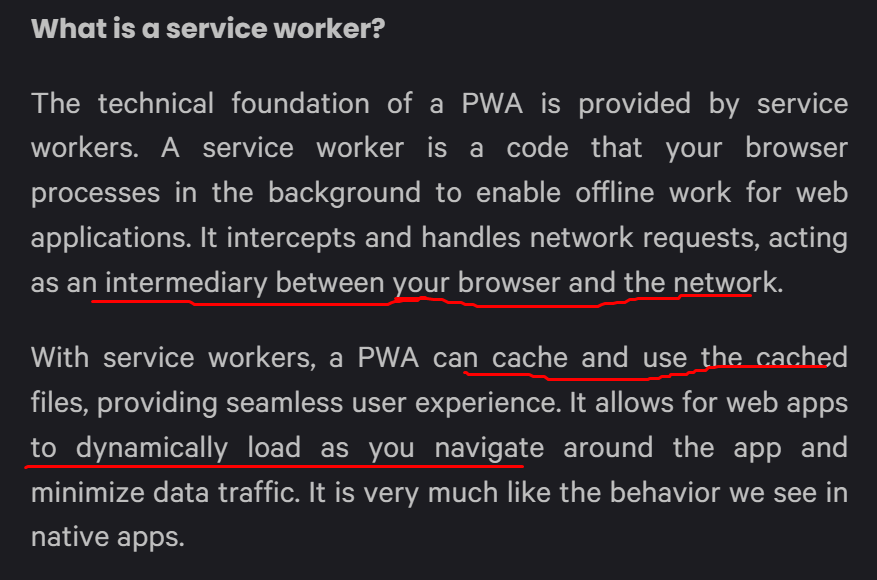 What is a service worker?
The technical foundation of a PWA is provided by service
workers. A service worker is a code that your browser
processes in the background to enable offline work for web
applications. It intercepts and handles network requests, acting
as an intermediary between your browser and the network.
With service workers, a PWA can cache and use the cached
files, providing seamless user experience. It allows for web apps
to dynamically load as you navigate around the app and
minimize data traffic. It is very much like the behavior we see in
native apps.